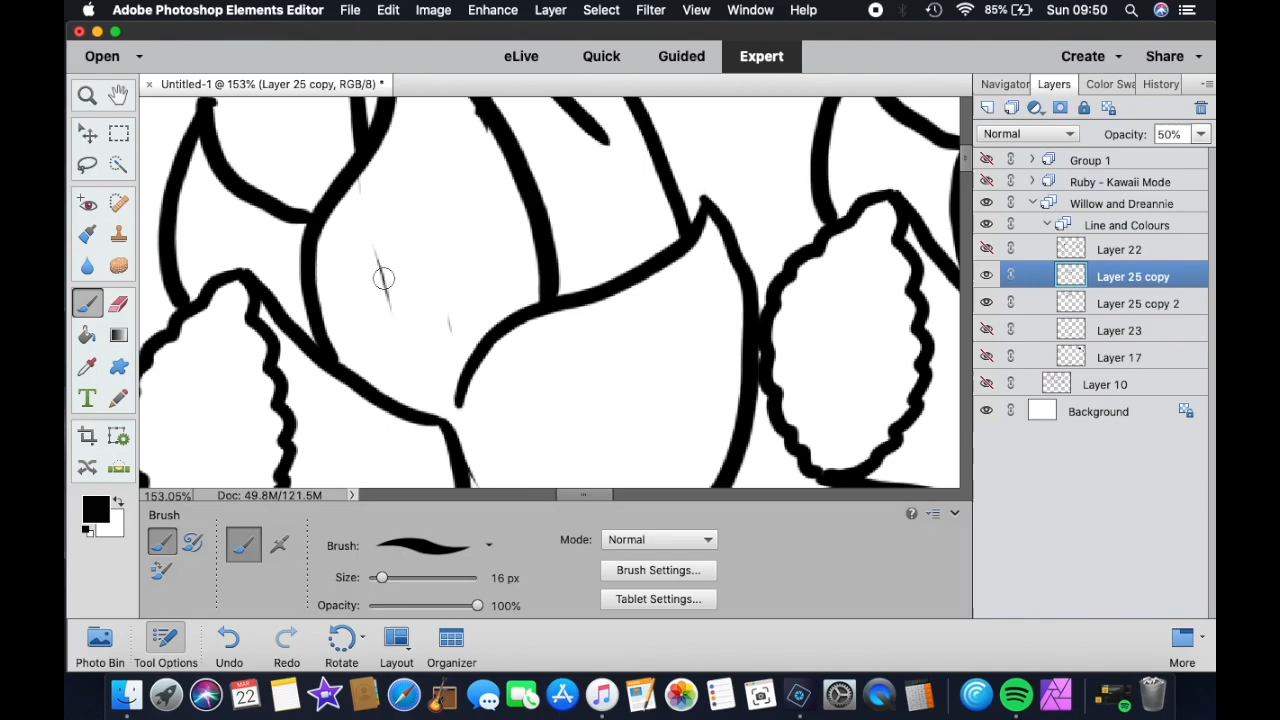 Adobe Photoshop Elements Editor File Edit Image Enhance Layer Select Filter View Window Help 85% Sun 09:50
Open eLive Quick Guided Expert Create Share
Untitled-1 @ 153% (Layer 25 copy, RGB/8) * Navigator Layers Color Swa History
Normal Opacity: 50%
Group 1
Ruby - Kawaii Mode
Willow and Dreannie
Line and Colours
Layer 22
Layer 25 copy
Layer 25 copy 2
Layer 23
Layer 17
Layer 10
Background
T
153.05% Doc: 49.8M/121.5M
Brush
Brush: Mode: Normal
Brush Settings...
Size: 16 px
Tablet Settings...
Opacity: 100%
Photo Bin Tool Options Undo Redo Rotate Layout Organizer More
MAR
22